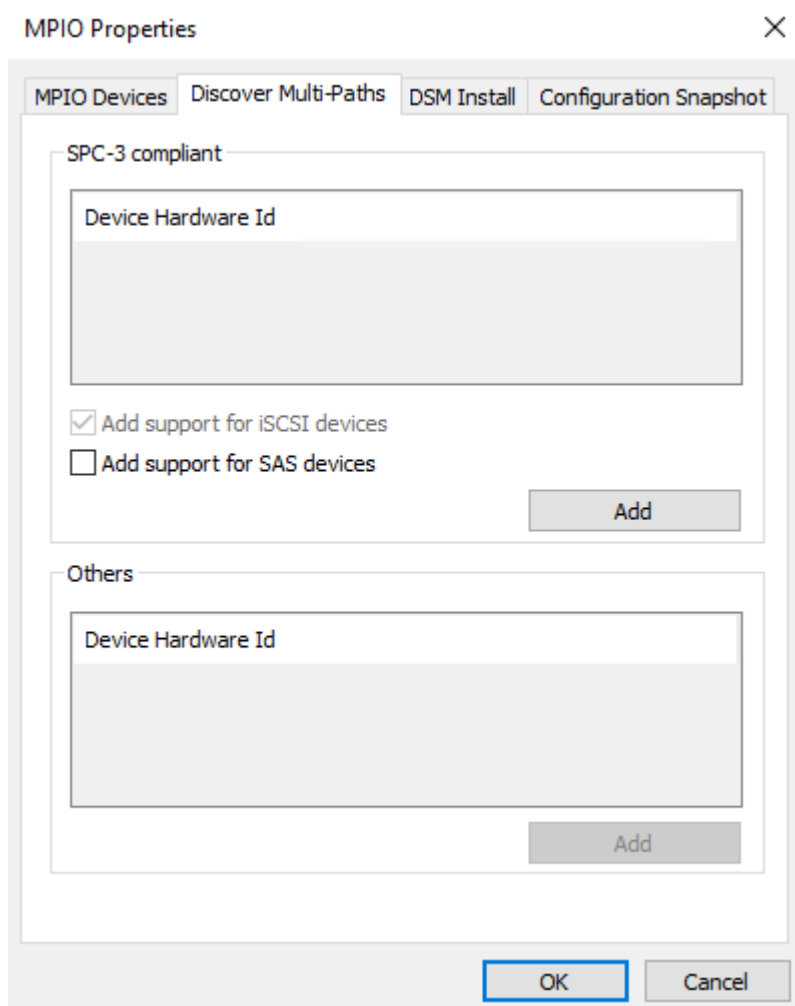 MPIO Properties
MPIO Devices Discover Multi-Paths DSM Install Configuration Snapshot
SPC-3 compliant
Device Hardware Id
Add support for iSCSI devices
Add support for SAS devices
Add
Others
Device Hardware Id
Add
OK Cancel